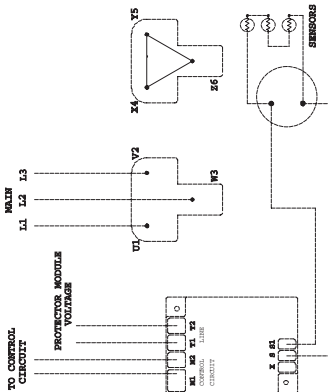 Y5
X4
Z6
SENSORS
MAIN
L1
L2
L3
V2
U1
W3
TO CONTROL
CIRCUIT
PROTECTOR MODULE
VOLTAGE
M1
M2
T1
T2
CONTROL
CIRCUIT
LINE
X
S
S1